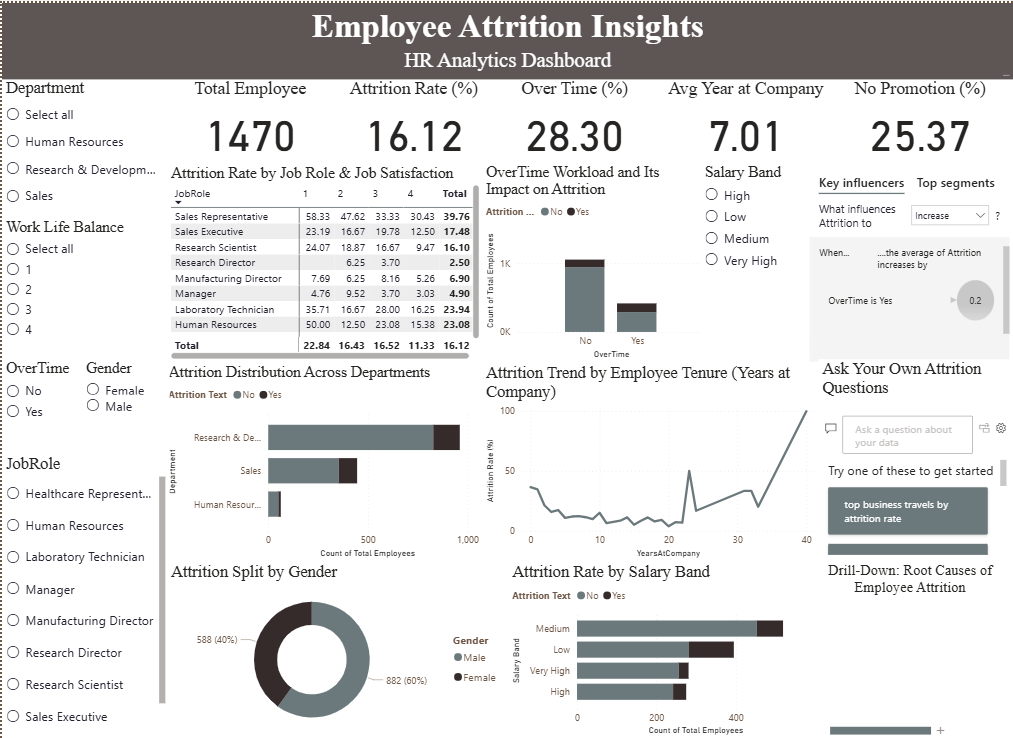 Employee Attrition Insights
HR Analytics Dashboard
Department
Select all
Human Resources
Research & Developm...
Sales
Work Life Balance
Select all
1
2
3
4
OverTime
No
Yes
Gender
Female
Male
JobRole
Healthcare Represent...
Human Resources
Laboratory Technician
Manager
Manufacturing Director
Research Director
Research Scientist
Sales Executive
Total Employee
1470
Attrition Rate (%)
16.12
Over Time (%)
28.30
Avg Year at Company
7.01
No Promotion (%)
25.37
Attrition Rate by Job Role & Job Satisfaction
JobRole 1 2 3 4 Total
Sales Representative 58.33 47.62 33.33 30.43 39.76
Sales Executive 23.19 16.67 19.78 12.50 17.48
Research Scientist 24.07 18.87 16.67 9.47 16.10
Research Director 6.25 3.70 2.50
Manufacturing Director 7.69 6.25 8.16 5.26 6.90
Manager 4.76 9.52 3.70 3.03 4.90
Laboratory Technician 35.71 16.67 28.00 16.25 23.94
Human Resources 50.00 12.50 23.08 15.38 23.08
Total 22.84 16.43 16.52 11.33 16.12
OverTime Workload and Its
Impact on Attrition
Attrition ... No Yes
Count of Total Employees
1K
0K
No Yes
OverTime
Salary Band
High
Low
Medium
Very High
Key influencers Top segments
What influences
Attrition to
Increase
?
When...
....the average of Attrition
increases by
OverTime is Yes
0.2
Attrition Distribution Across Departments
Attrition Text No Yes
Department
Research & De...
Sales
Human Resour...
0 500 1,000
Count of Total Employees
Attrition Trend by Employee Tenure (Years at
Company)
Attrition Rate (%)
100
50
0
0 10 20 30 40
YearsAtCompany
Ask Your Own Attrition
Questions
Ask a question about
your data
Try one of these to get started
top business travels by
attrition rate
Attrition Split by Gender
588 (40%)
882 (60%)
Gender
Male
Female
Attrition Rate by Salary Band
Attrition Text No Yes
Salary Band
Medium
Low
Very High
High
0 200 400
Count of Total Employees
Drill-Down: Root Causes of
Employee Attrition
+